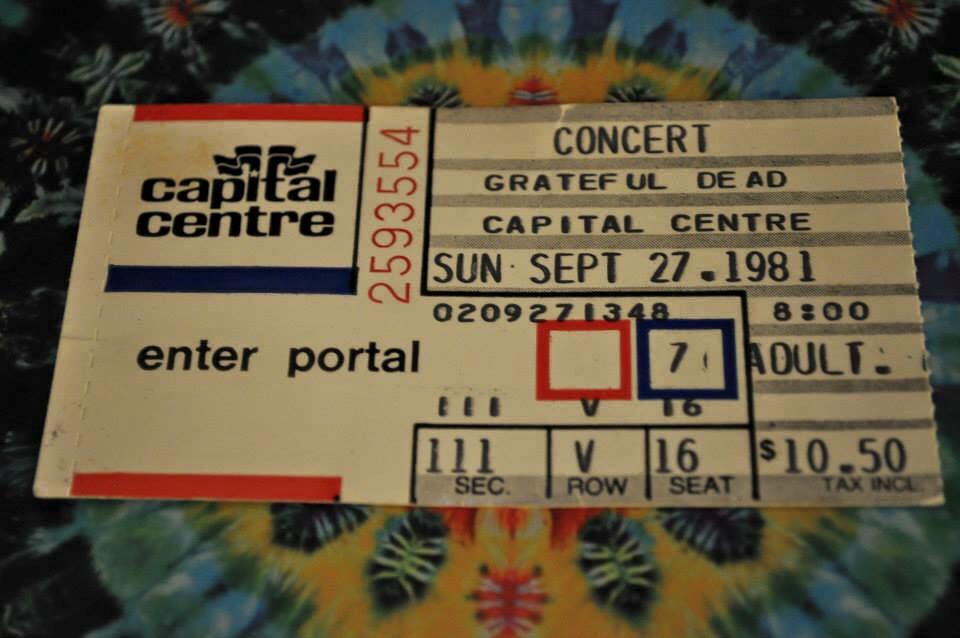 capital
centre
2593554
enter portal
CONCERT
GRATEFUL DEAD
CAPITAL CENTRE
SUN SEPT 27.1981
0209271348 8:00
7 ADULT.
111 V 16
111 V 16 $10.50
SEC. ROW SEAT TAX INCL.